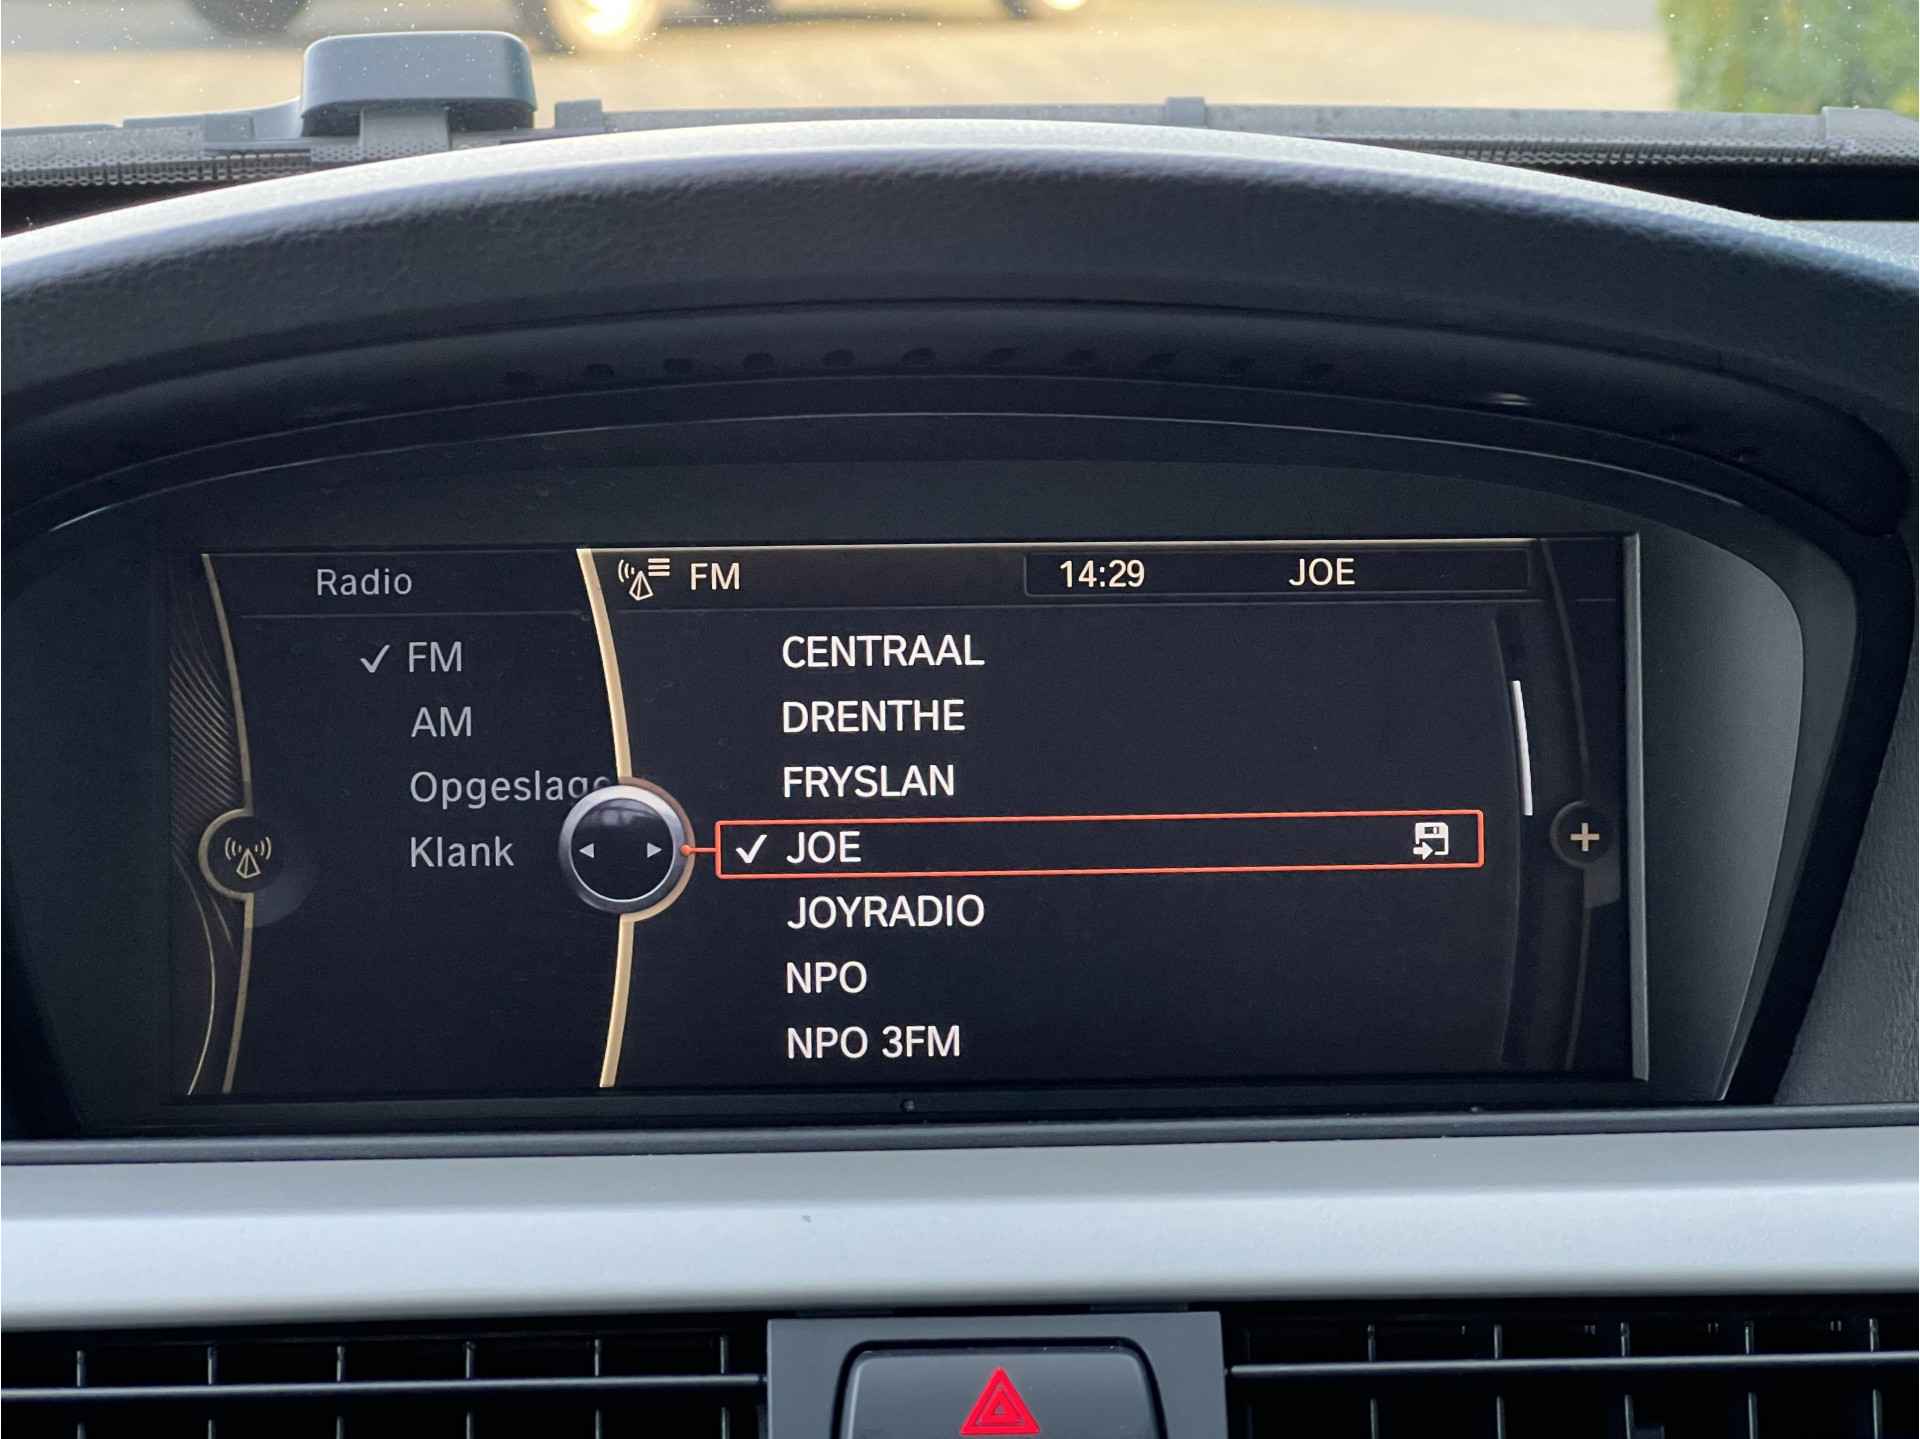 Radio
FM
AM
Klank
FM
14:29
JOE
CENTRAAL
DRENTHE
FRYSLAN
JOE
JOYRADIO
NPO
NPO 3FM